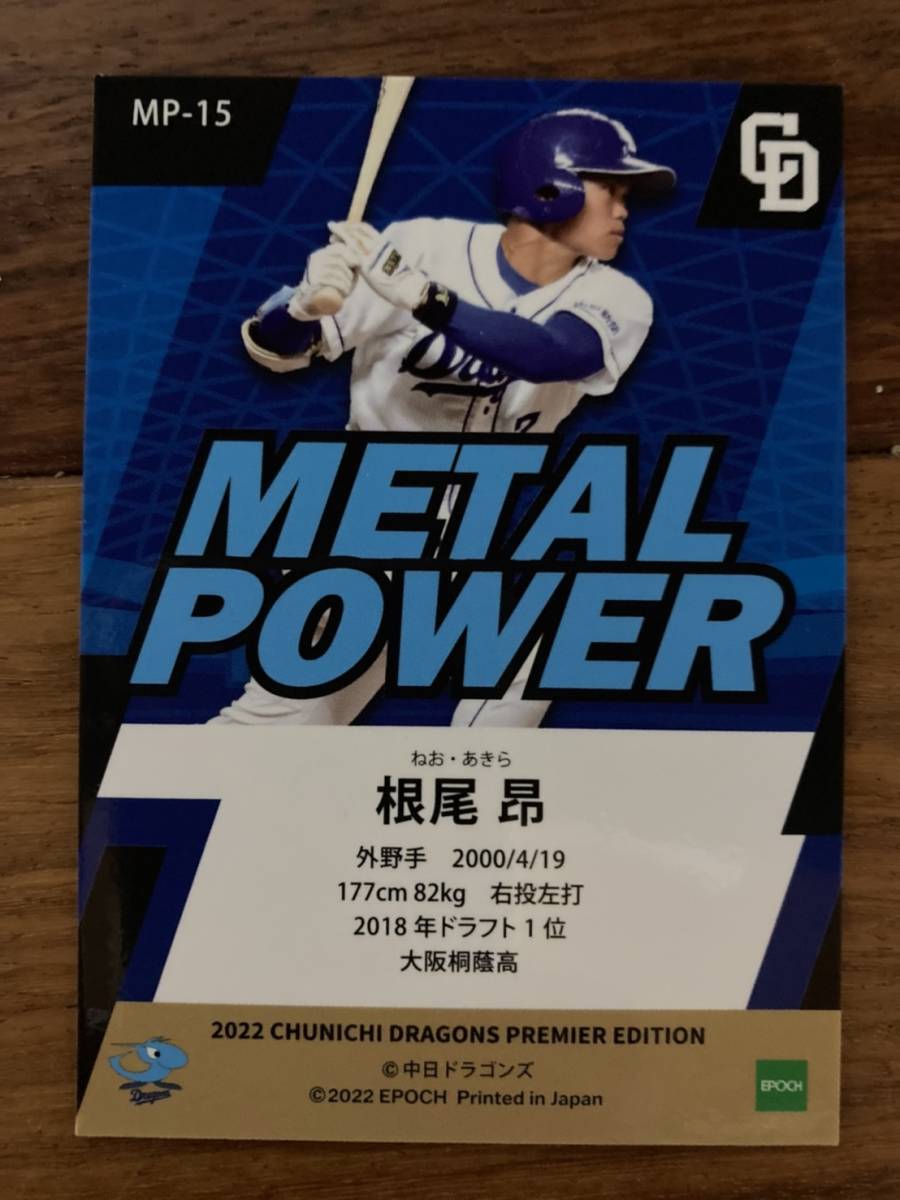 MP-15
CD
METAL
POWER
ねお・あきら
根尾 昂
外野手 2000/4/19
177cm 82kg 右投左打
2018 年ドラフト 1 位
大阪桐蔭高
2022 CHUNICHI DRAGONS PREMIER EDITION
©中日ドラゴンズ
©2022 EPOCH Printed in Japan
Dragons
EPOCH